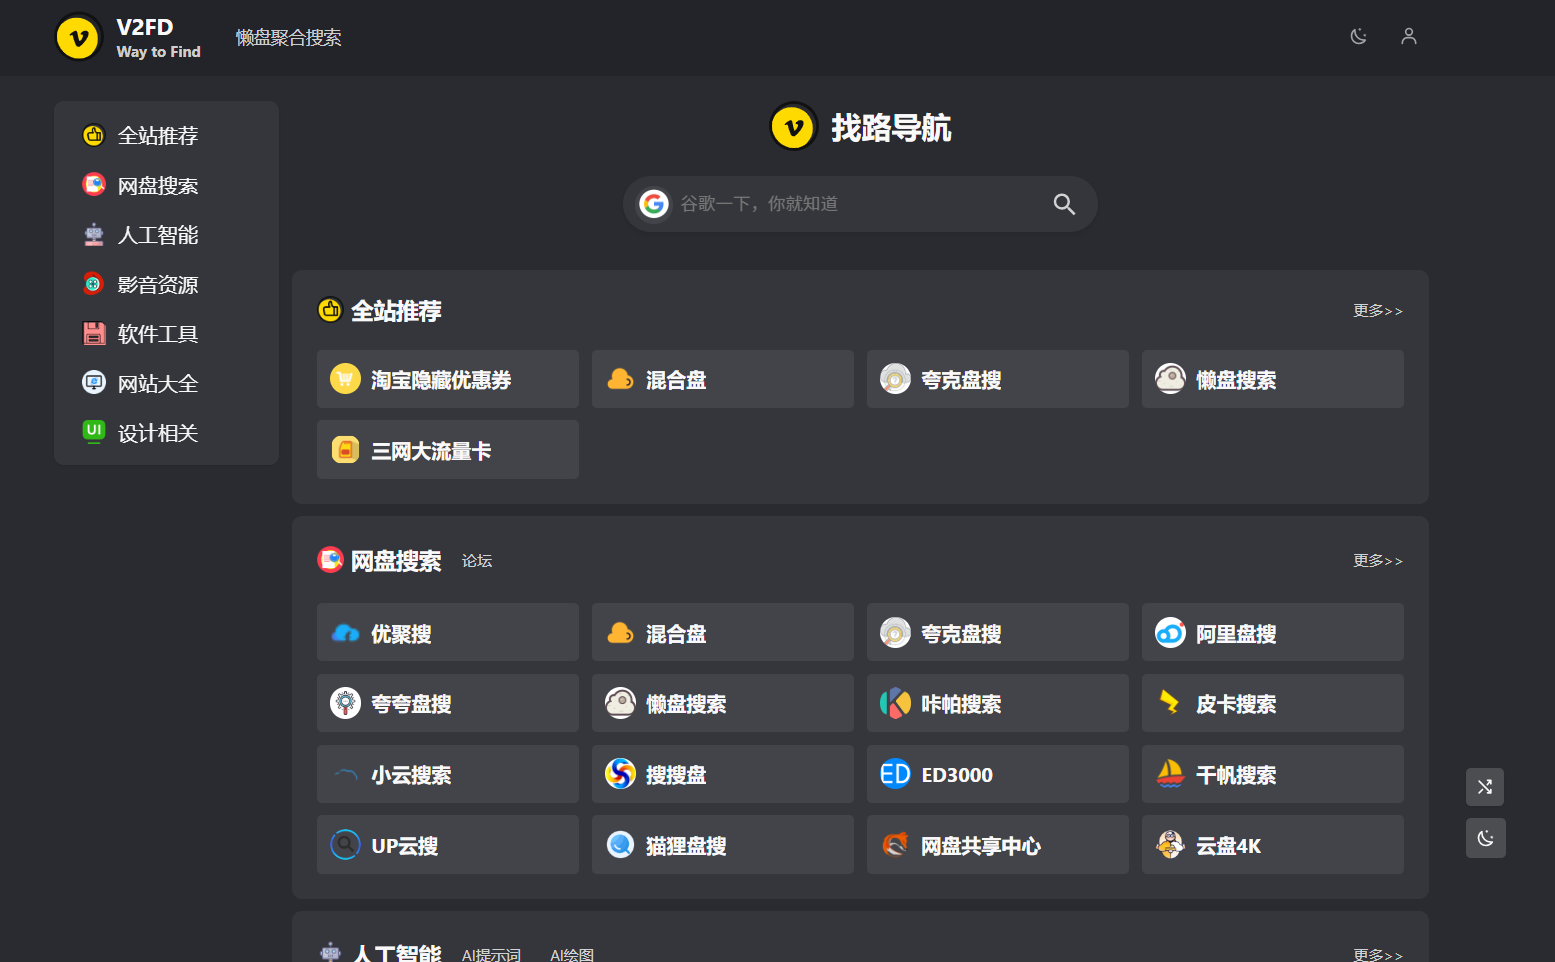 V2FD
Way to Find
懒盘聚合搜索
全站推荐
网盘搜索
人工智能
影音资源
软件工具
网站大全
设计相关
找路导航
谷歌一下，你就知道
全站推荐
更多>>
淘宝隐藏优惠券
混合盘
夸克盘搜
懒盘搜索
三网大流量卡
网盘搜索
论坛
更多>>
优聚搜
混合盘
夸克盘搜
阿里盘搜
夸夸盘搜
懒盘搜索
咔帕搜索
皮卡搜索
小云搜索
搜搜盘
ED
ED3000
千帆搜索
UP云搜
猫狸盘搜
网盘共享中心
云盘4K
人工智能
AI提示词
AI绘图
更多>>